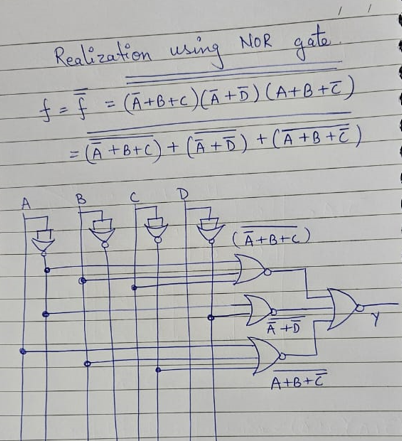 Realization using NOR gate
f = f̿ = (Ā+B+C)(Ā+D̄)(A+B+C̄)
= (Ā+B+C) + (Ā+D̄) + (A+B+C̄)
A B C D
(Ā+B+C)
Ā+D̄
Y
A+B+C̄